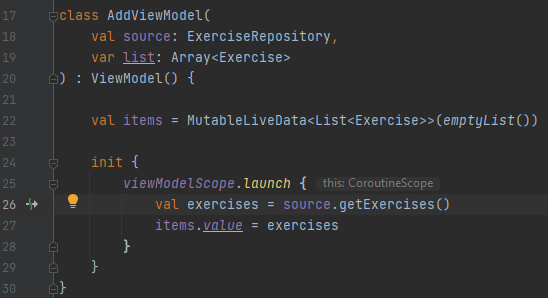 17 class AddViewModel(
18 val source: ExerciseRepository,
19 var list: Array<Exercise>
20 ) : ViewModel() {
21
22 val items = MutableLiveData<List<Exercise>>(emptyList())
23
24 init {
25 viewModelScope.launch { this: CoroutineScope
26 val exercises = source.getExercises()
27 items.value = exercises
28 }
29 }
30 }